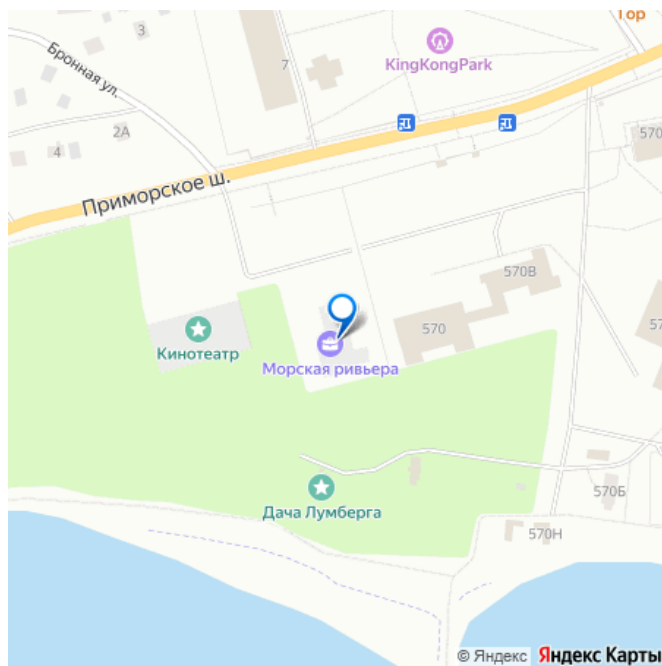 Тор
3
KingKongPark
Бронная ул.
7
2А
4
570
Приморское ш.
570В
570
Кинотеатр
Морская ривьера
570Б
Дача Лумберга
570Н
© Яндекс Яндекс Карты